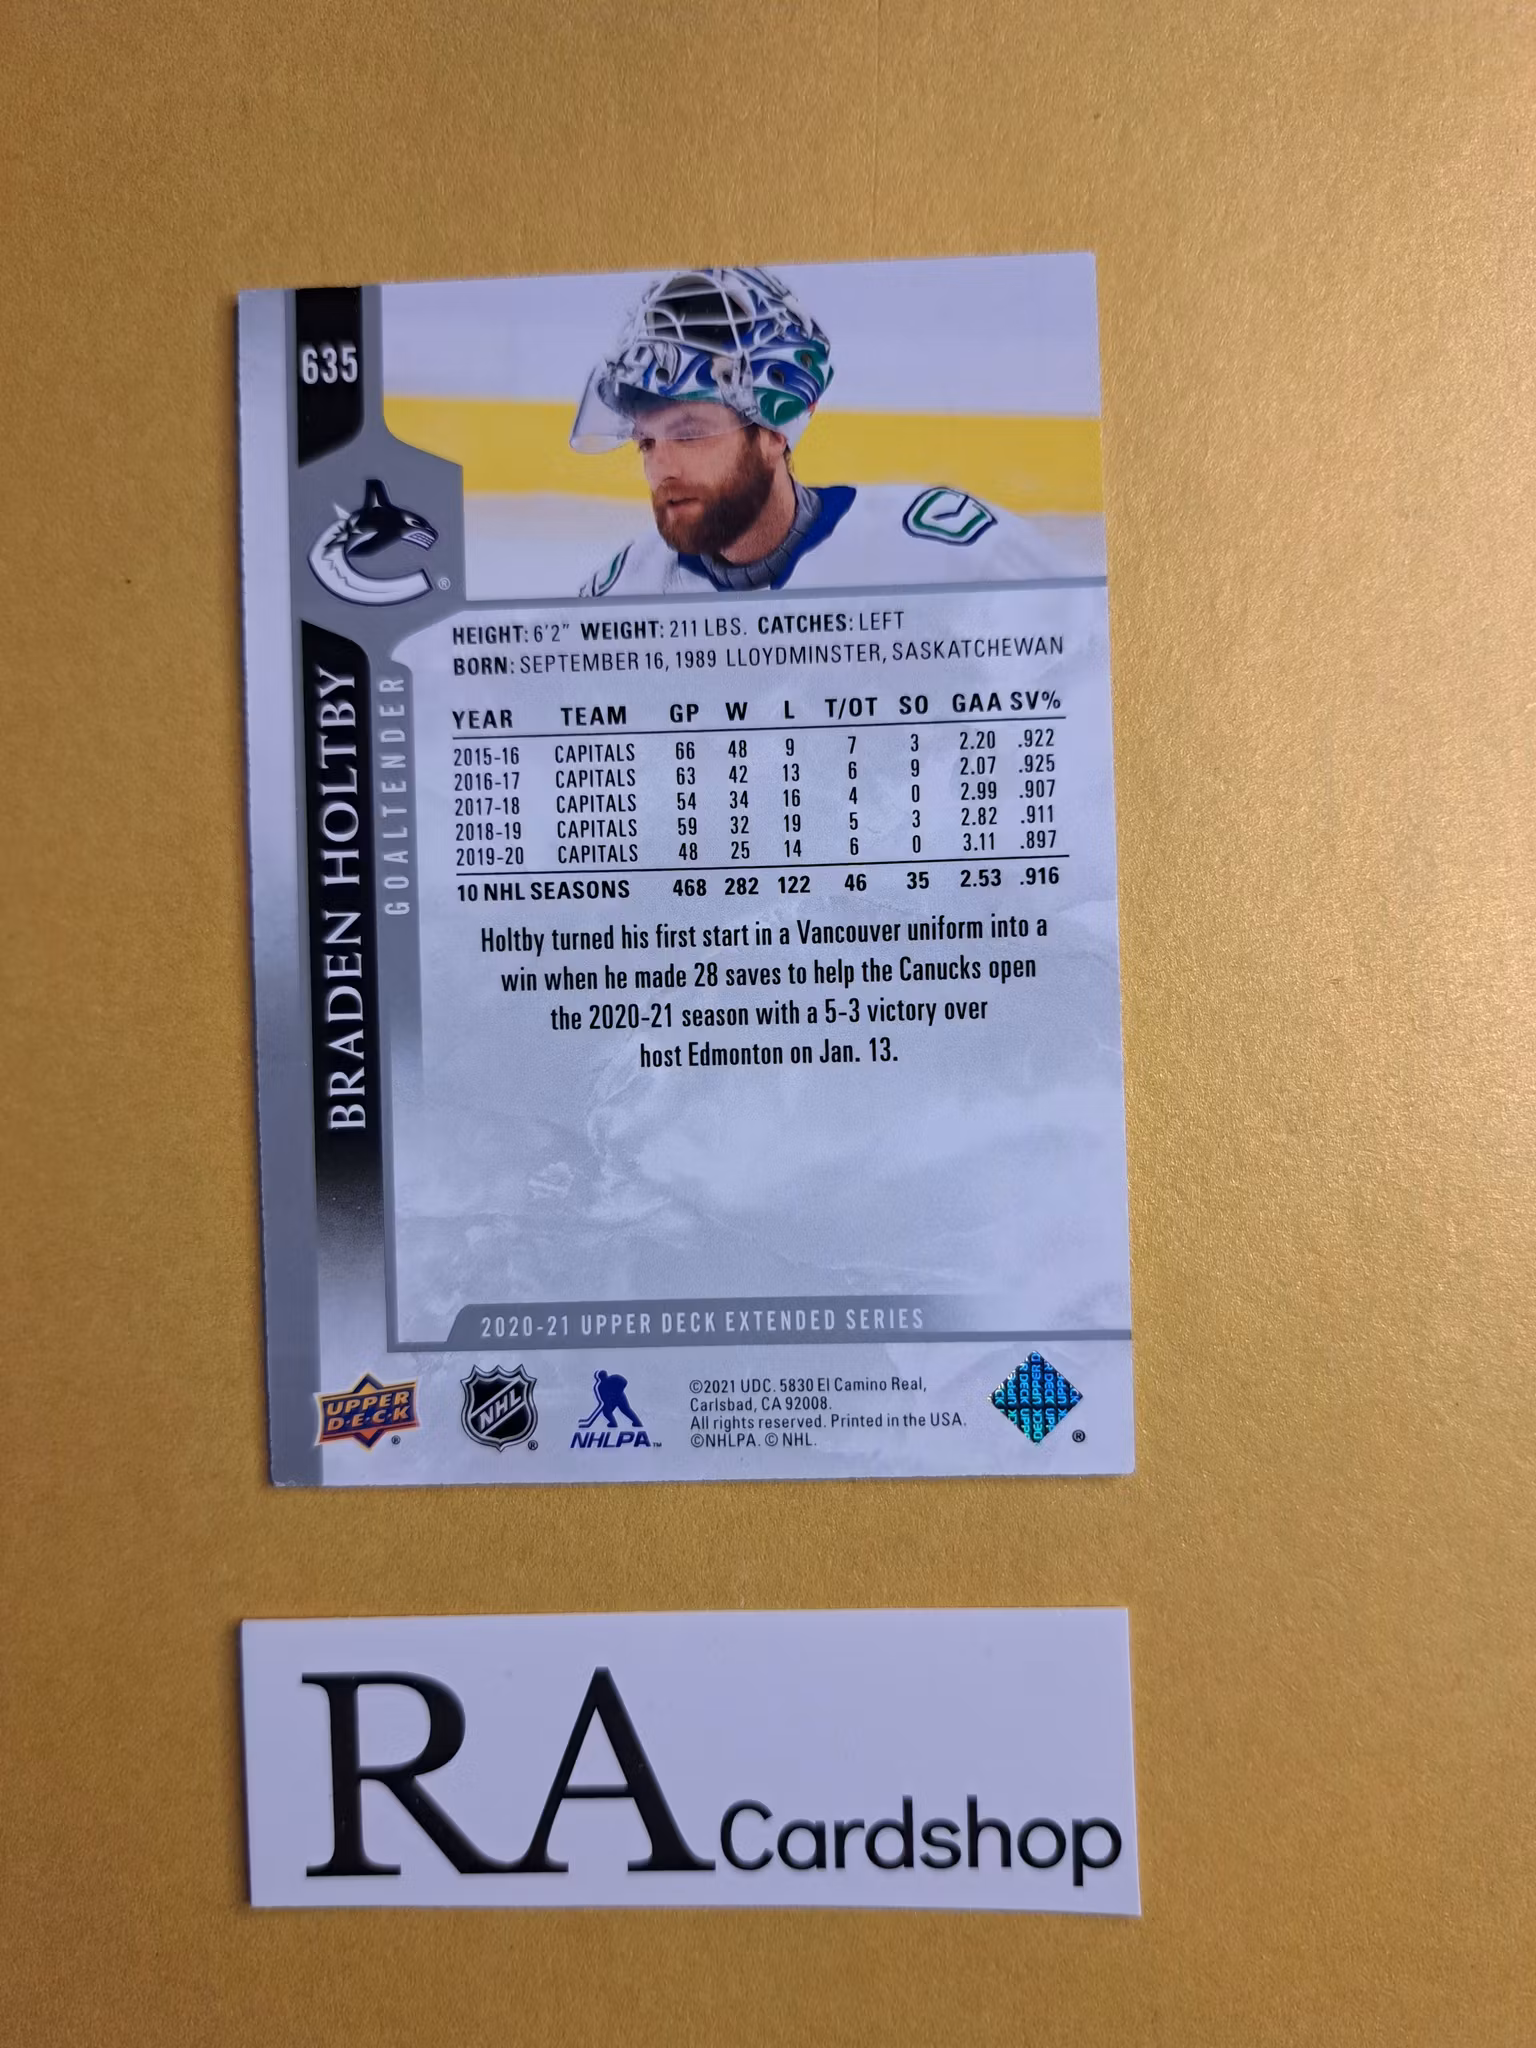 635
BRADEN HOLTBY
GOALTENDER
HEIGHT: 6'2" WEIGHT: 211 LBS. CATCHES: LEFT
BORN: SEPTEMBER 16, 1989 LLOYDMINSTER, SASKATCHEWAN
YEAR TEAM GP W L T/OT SO GAA SV%
2015-16 CAPITALS 66 48 9 7 3 2.20 .922
2016-17 CAPITALS 63 42 13 6 9 2.07 .925
2017-18 CAPITALS 54 34 16 4 0 2.99 .907
2018-19 CAPITALS 59 32 19 5 3 2.82 .911
2019-20 CAPITALS 48 25 14 6 0 3.11 .897
10 NHL SEASONS 468 282 122 46 35 2.53 .916
Holtby turned his first start in a Vancouver uniform into a
win when he made 28 saves to help the Canucks open
the 2020-21 season with a 5-3 victory over
host Edmonton on Jan. 13.
2020-21 UPPER DECK EXTENDED SERIES
UPPER
D·E·C·K
®
NHL
®
NHLPA™
©2021 UDC. 5830 El Camino Real,
Carlsbad, CA 92008.
All rights reserved. Printed in the USA.
©NHLPA. © NHL.
®
RA Cardshop